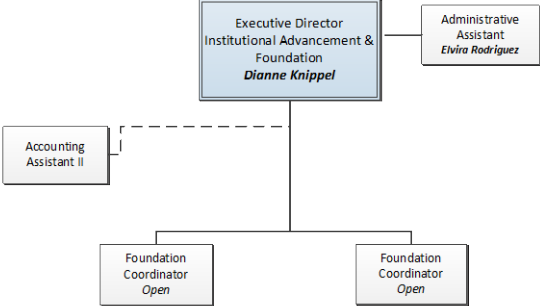 Executive Director
Institutional Advancement &
Foundation
Dianne Knippel
Administrative
Assistant
Elvira Rodriguez
Accounting
Assistant II
Foundation
Coordinator
Open
Foundation
Coordinator
Open